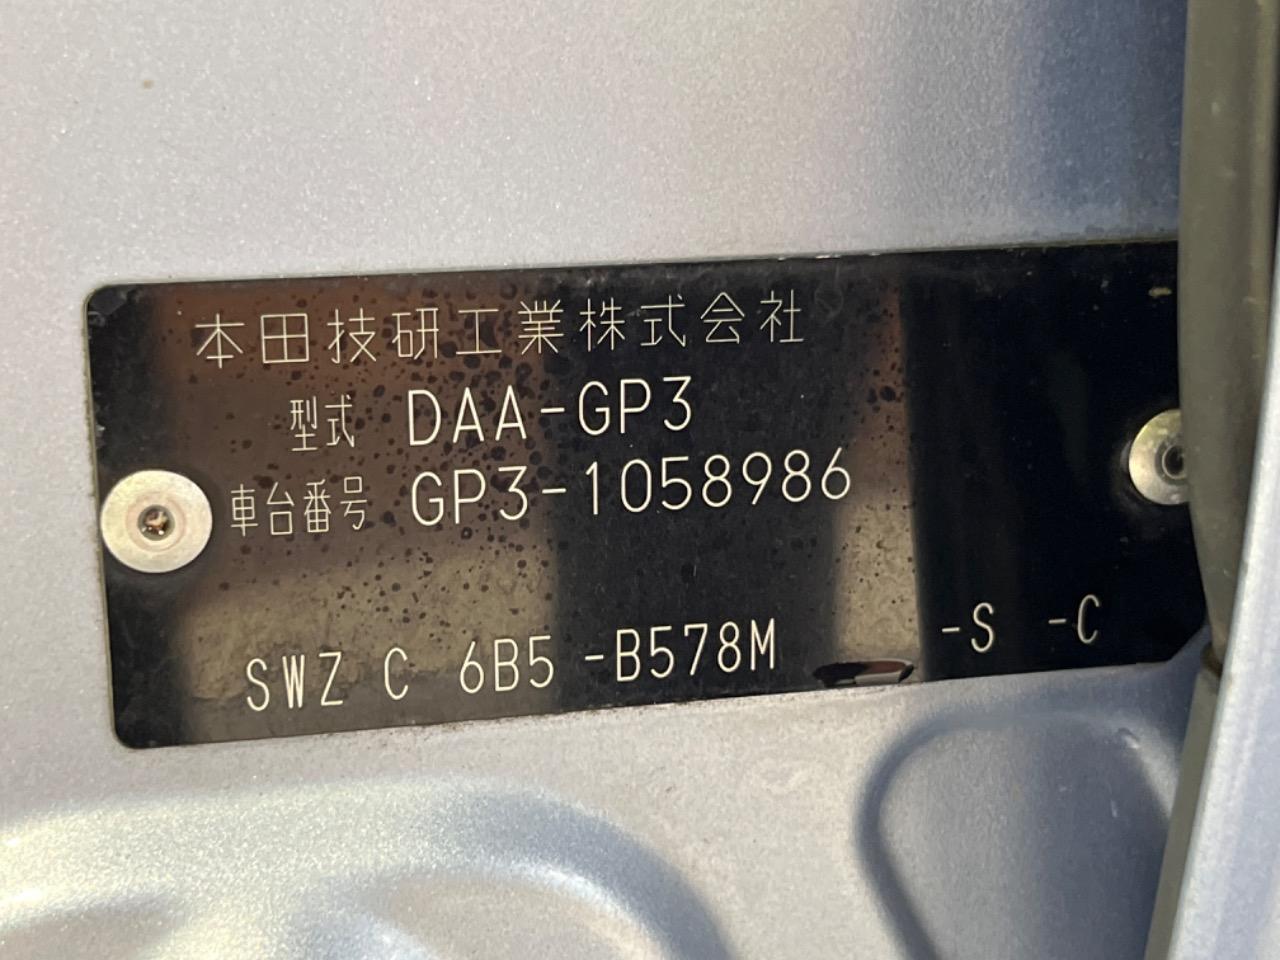 本田技研工業株式会社
型式 DAA-GP3
車台番号 GP3-1058986
SWZ C 6B5 -B578M -S -C